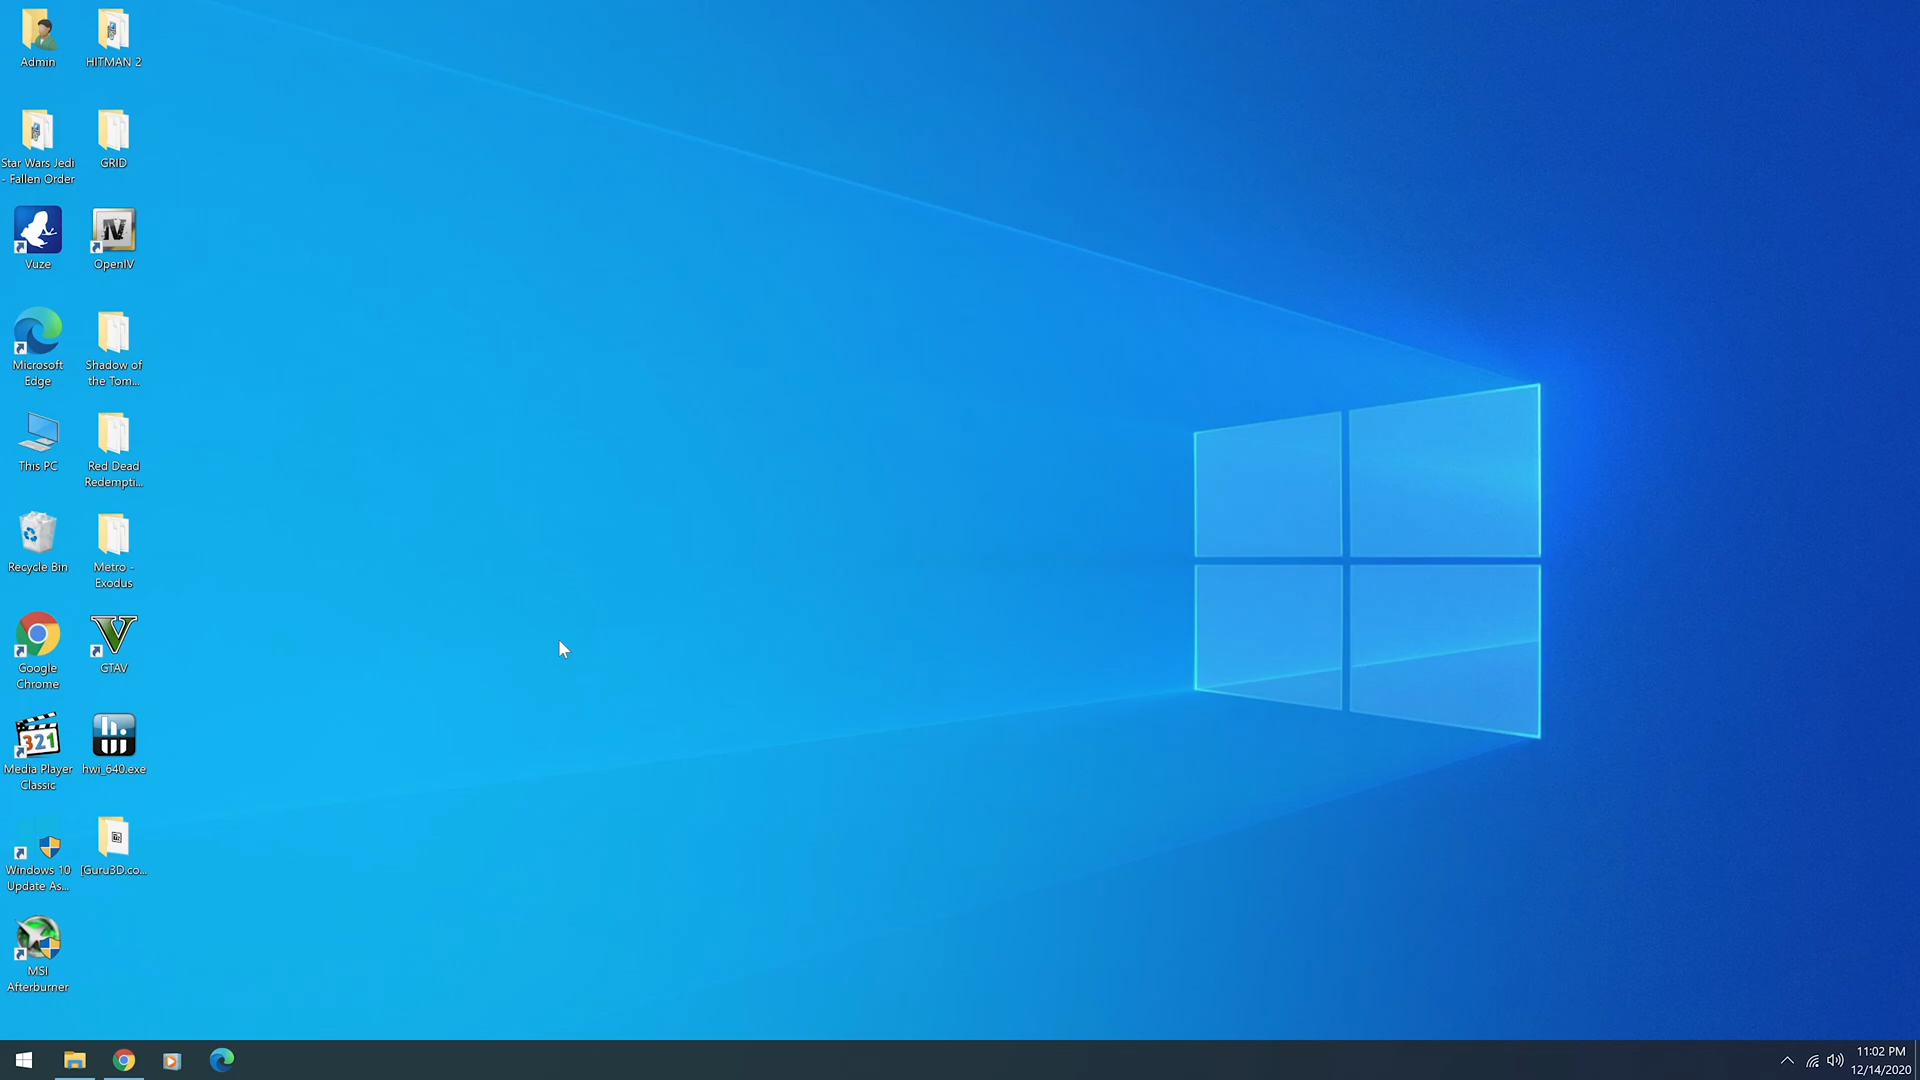 Admin
HITMAN 2
Star Wars Jedi
- Fallen Order
GRID
Vuze
OpenIV
Microsoft
Edge
Shadow of
the Tom...
This PC
Red Dead
Redempti...
Recycle Bin
Metro -
Exodus
Google
Chrome
GTAV
321
Media Player
Classic
hwi_640.exe
Windows 10
Update As...
[Guru3D.co...
MSI
Afterburner
11:02 PM
12/14/2020